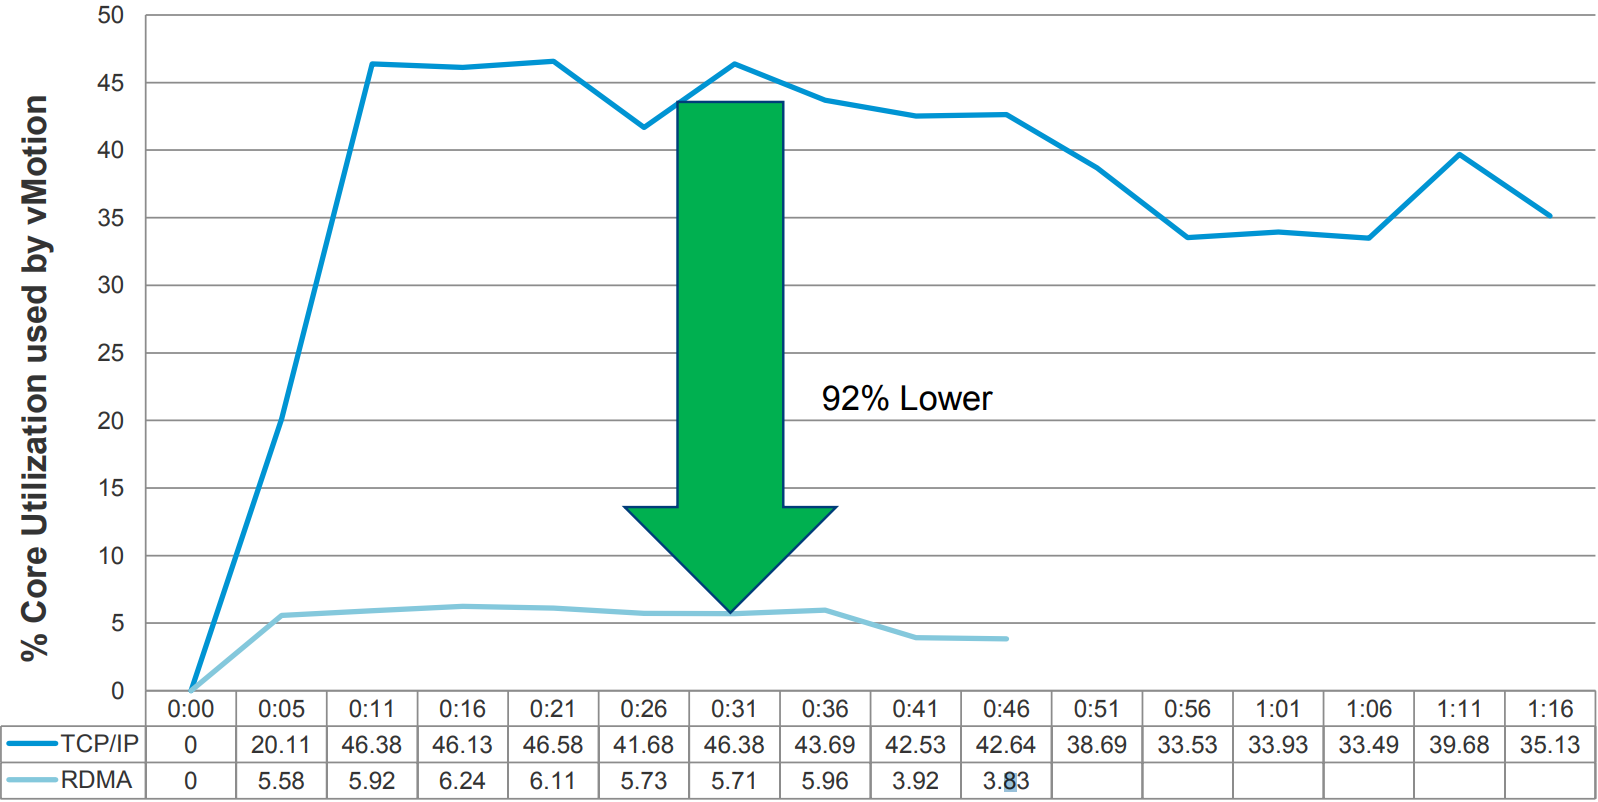 % Core Utilization used by vMotion
50
45
40
35
30
25
20
15
10
5
0
92% Lower
0:00 0:05 0:11 0:16 0:21 0:26 0:31 0:36 0:41 0:46 0:51 0:56 1:01 1:06 1:11 1:16
TCP/IP 0 20.11 46.38 46.13 46.58 41.68 46.38 43.69 42.53 42.64 38.69 33.53 33.93 33.49 39.68 35.13
RDMA 0 5.58 5.92 6.24 6.11 5.73 5.71 5.96 3.92 3.83